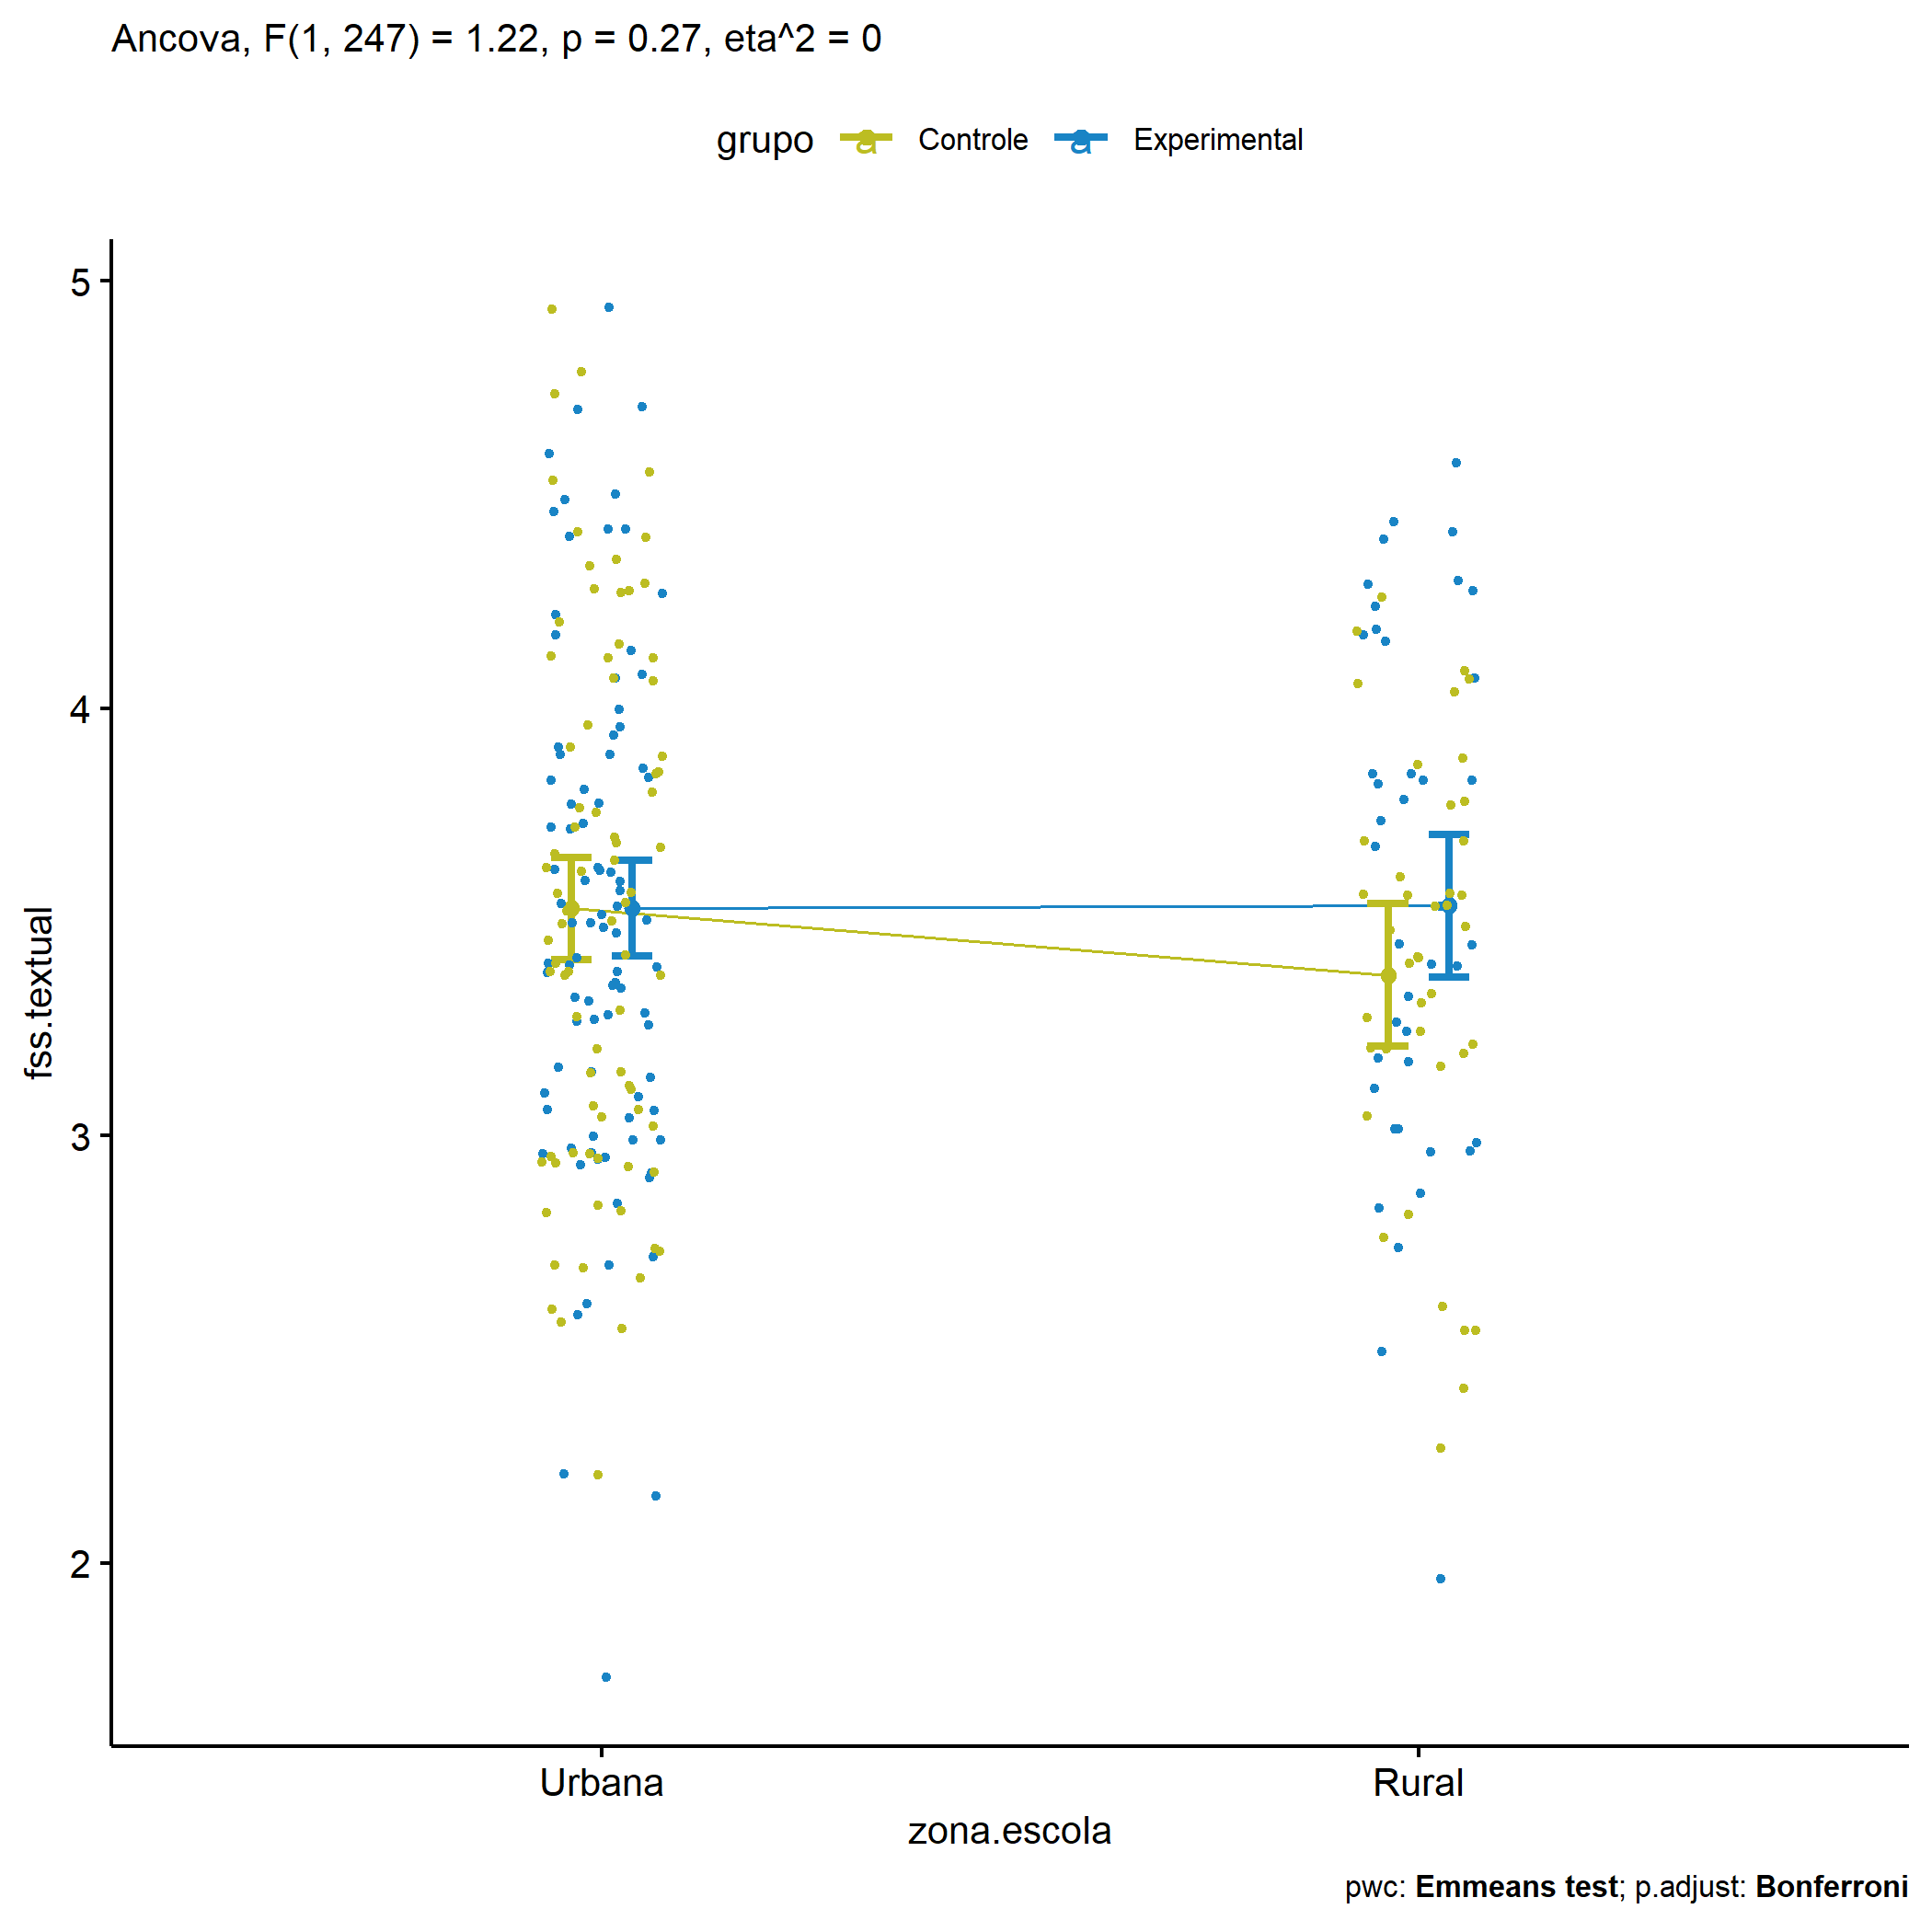 Ancova, F(1, 247) = 1.22, p = 0.27, eta^2 = 0
grupo a Controle a Experimental
5
4
3
2
fss.textual
Urbana Rural
zona.escola
pwc: Emmeans test; p.adjust: Bonferroni